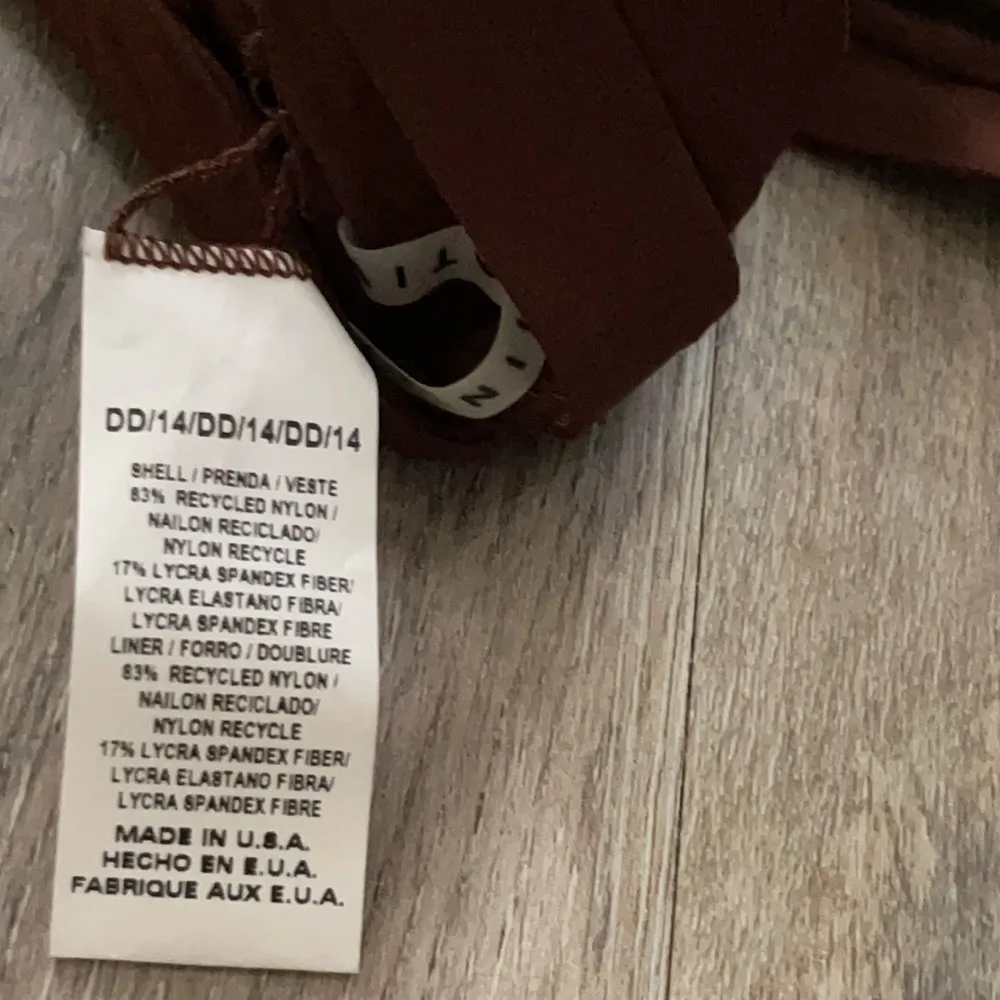 DD/14/DD/14/DD/14
SHELL / PRENDA / VESTE
83% RECYCLED NYLON /
NAILON RECICLADO/
NYLON RECYCLE
17% LYCRA SPANDEX FIBER/
LYCRA ELASTANO FIBRA/
LYCRA SPANDEX FIBRE
LINER / FORRO / DOUBLURE
83% RECYCLED NYLON /
NAILON RECICLADO/
NYLON RECYCLE
17% LYCRA SPANDEX FIBER/
LYCRA ELASTANO FIBRA/
LYCRA SPANDEX FIBRE
MADE IN U.S.A.
HECHO EN E.U.A.
FABRIQUE AUX E.U.A.